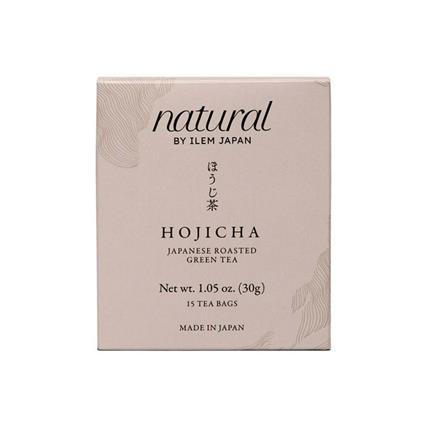 natural
BY ILEM JAPAN
ほうじ茶
HOJICHA
JAPANESE ROASTED
GREEN TEA
Net wt. 1.05 oz. (30g)
15 TEA BAGS
MADE IN JAPAN